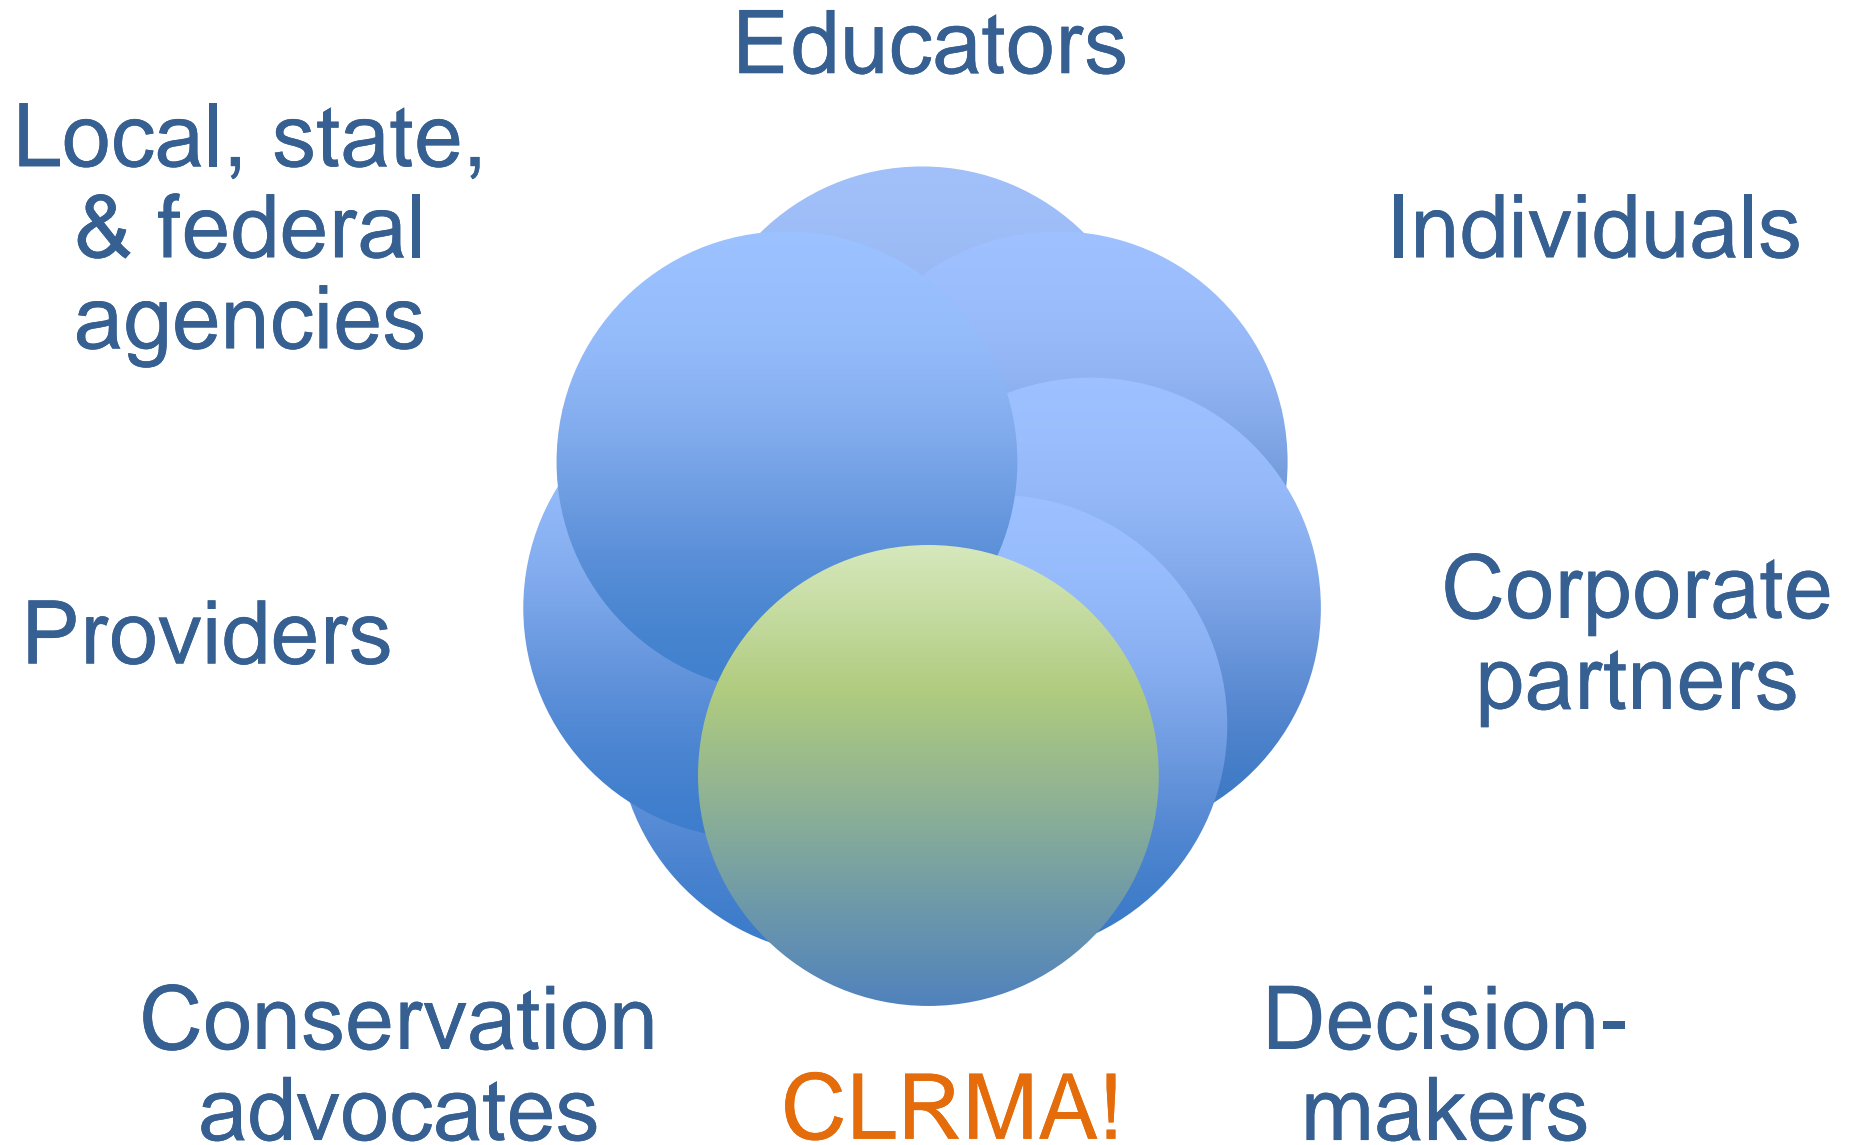 Educators
Local, state,
& federal
agencies
Individuals
Corporate
partners
Providers
Conservation
advocates
CLRMA!
Decision-
makers